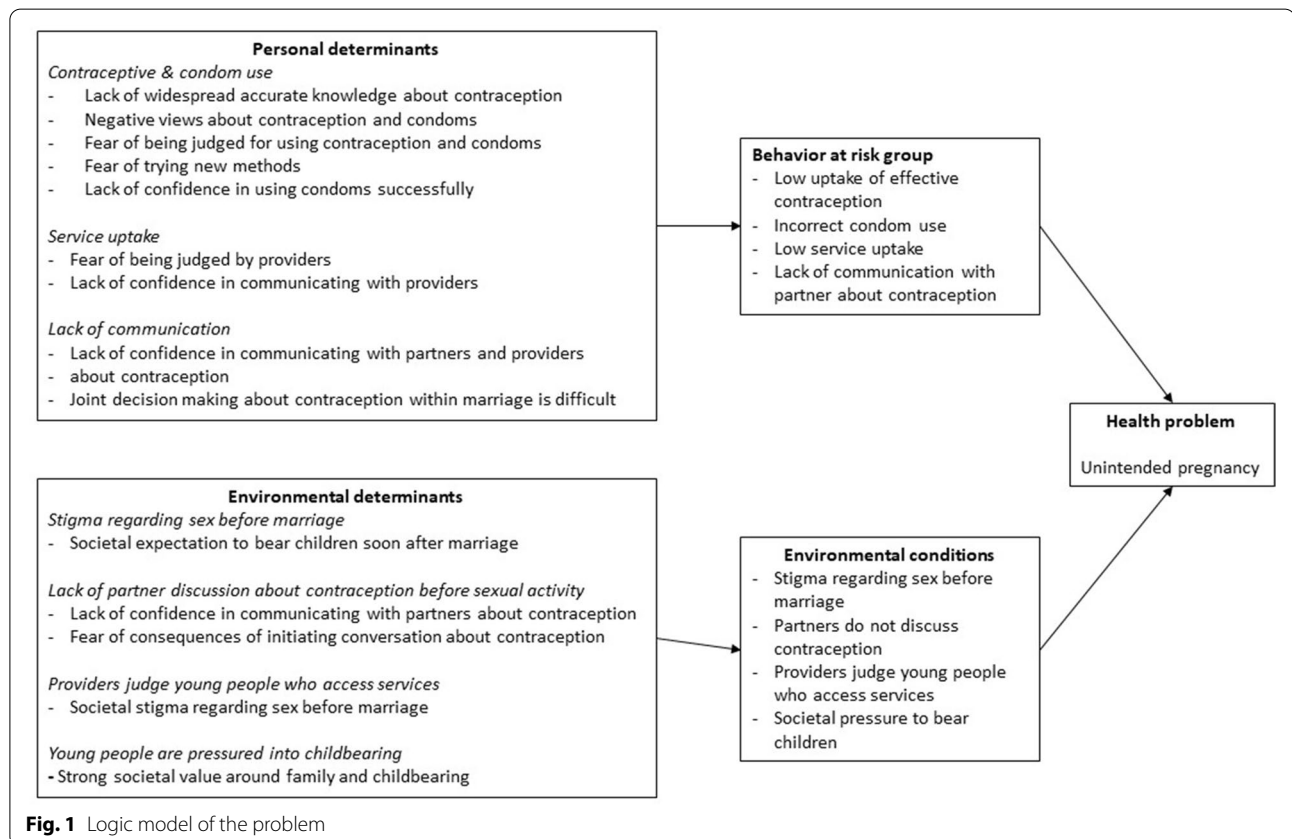 Personal determinants
Contraceptive & condom use
- Lack of widespread accurate knowledge about contraception
- Negative views about contraception and condoms
- Fear of being judged for using contraception and condoms
- Fear of trying new methods
- Lack of confidence in using condoms successfully
Service uptake
- Fear of being judged by providers
- Lack of confidence in communicating with providers
Lack of communication
- Lack of confidence in communicating with partners and providers
- about contraception
- Joint decision making about contraception within marriage is difficult
Behavior at risk group
- Low uptake of effective
contraception
- Incorrect condom use
- Low service uptake
- Lack of communication with
partner about contraception
Health problem
Unintended pregnancy
Environmental determinants
Stigma regarding sex before marriage
- Societal expectation to bear children soon after marriage
Lack of partner discussion about contraception before sexual activity
- Lack of confidence in communicating with partners about contraception
- Fear of consequences of initiating conversation about contraception
Providers judge young people who access services
- Societal stigma regarding sex before marriage
Young people are pressured into childbearing
- Strong societal value around family and childbearing
Environmental conditions
- Stigma regarding sex before
marriage
- Partners do not discuss
contraception
- Providers judge young people
who access services
- Societal pressure to bear
children
Fig. 1 Logic model of the problem